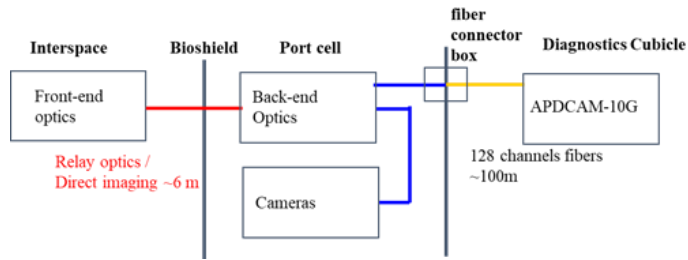 Interspace
Bioshield
Port cell
fiber
connector
box
Diagnostics Cubicle
Front-end
optics
Back-end
Optics
APDCAM-10G
Relay optics /
Direct imaging ~6 m
Cameras
128 channels fibers
~100m